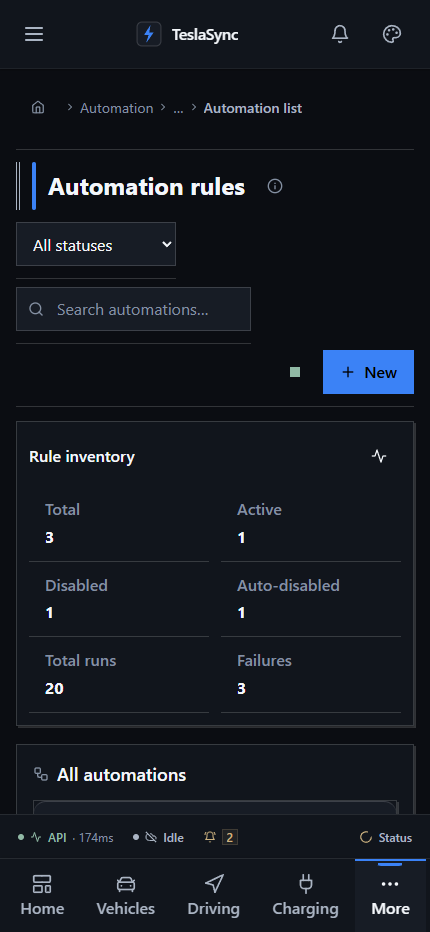 TeslaSync
Automation ... Automation list
Automation rules
All statuses
Search automations...
New
Rule inventory
Total Active
3 1
Disabled Auto-disabled
1 1
Total runs Failures
20 3
All automations
API · 174ms Idle 2 Status
Home Vehicles Driving Charging More